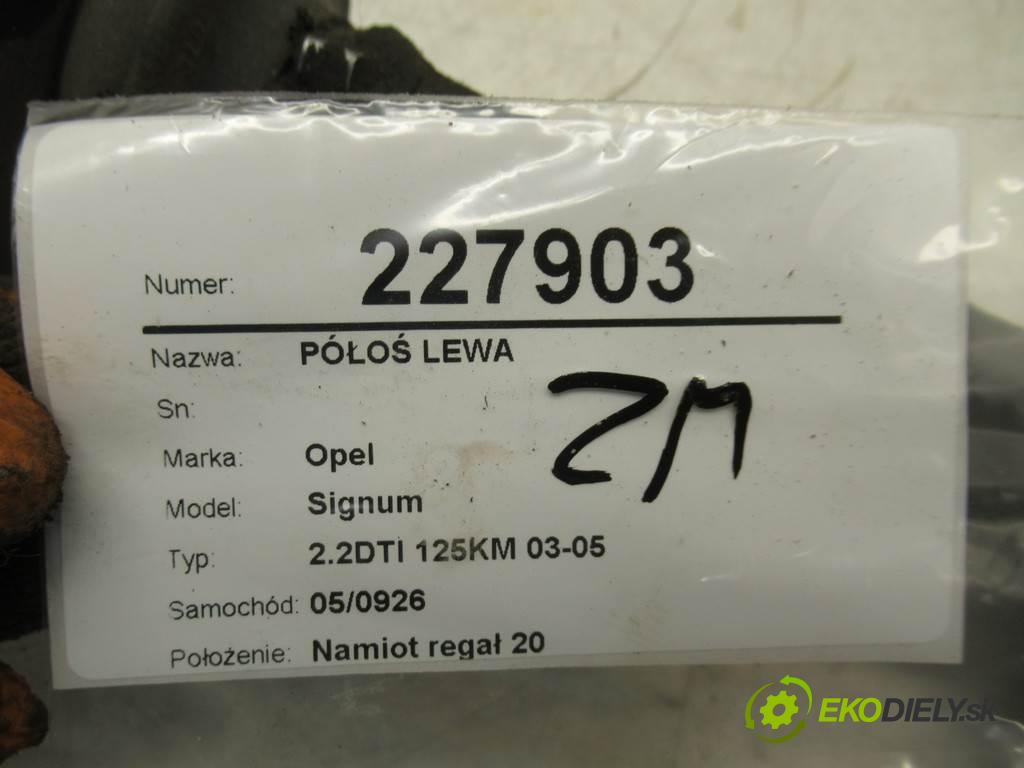 Numer: 227903
Nazwa: PÓŁOŚ LEWA
Sn:
ZM
Marka: Opel
Model: Signum
Typ: 2.2DTI 125KM 03-05
Samochód: 05/0926
Położenie: Namiot regał 20
EKODIELY.sk